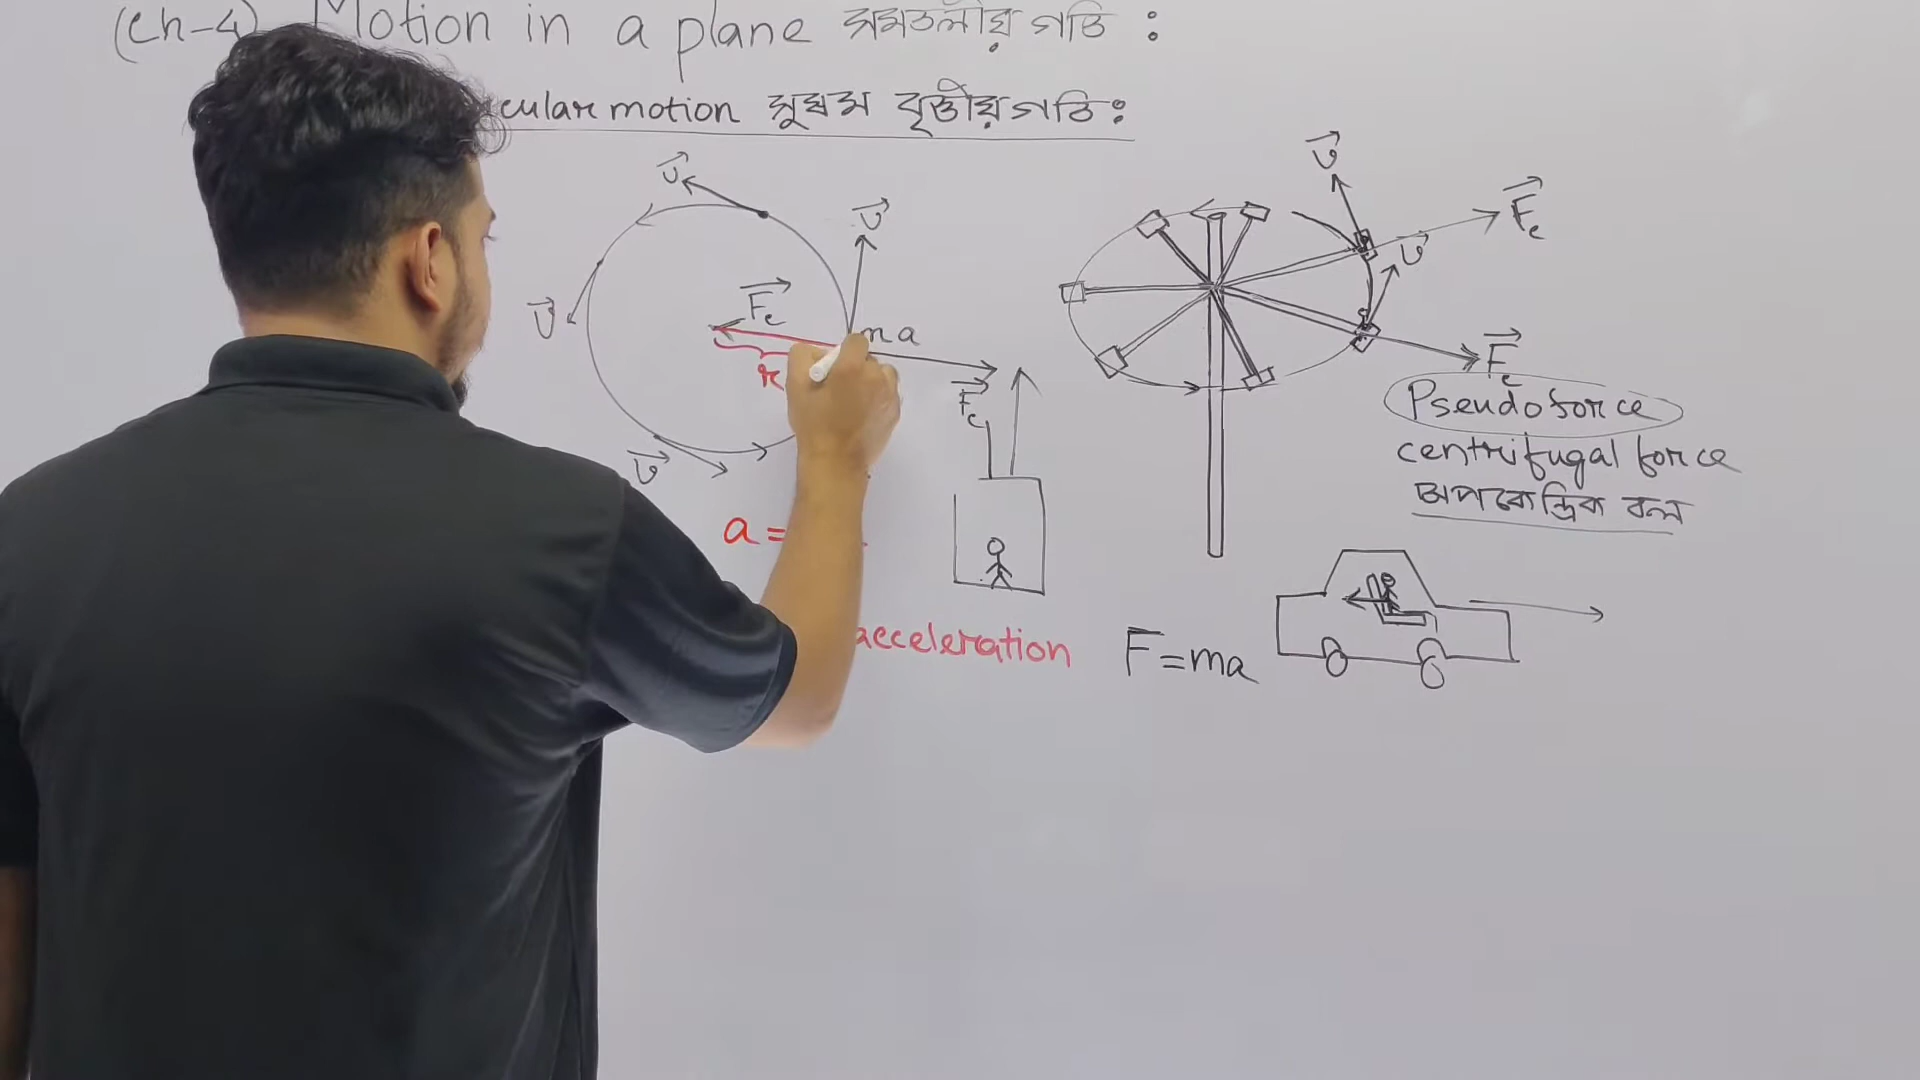 (Ch-4) Motion in a plane সমতলীয় গতি :
cular motion সুষম বৃত্তীয় গতি :
v
v
v
v
F_c
ma
r
F_c
v
F_c
v
F_c
Pseudo force
centrifugal force
অপকেন্দ্রিক বল
a =
acceleration
F = ma